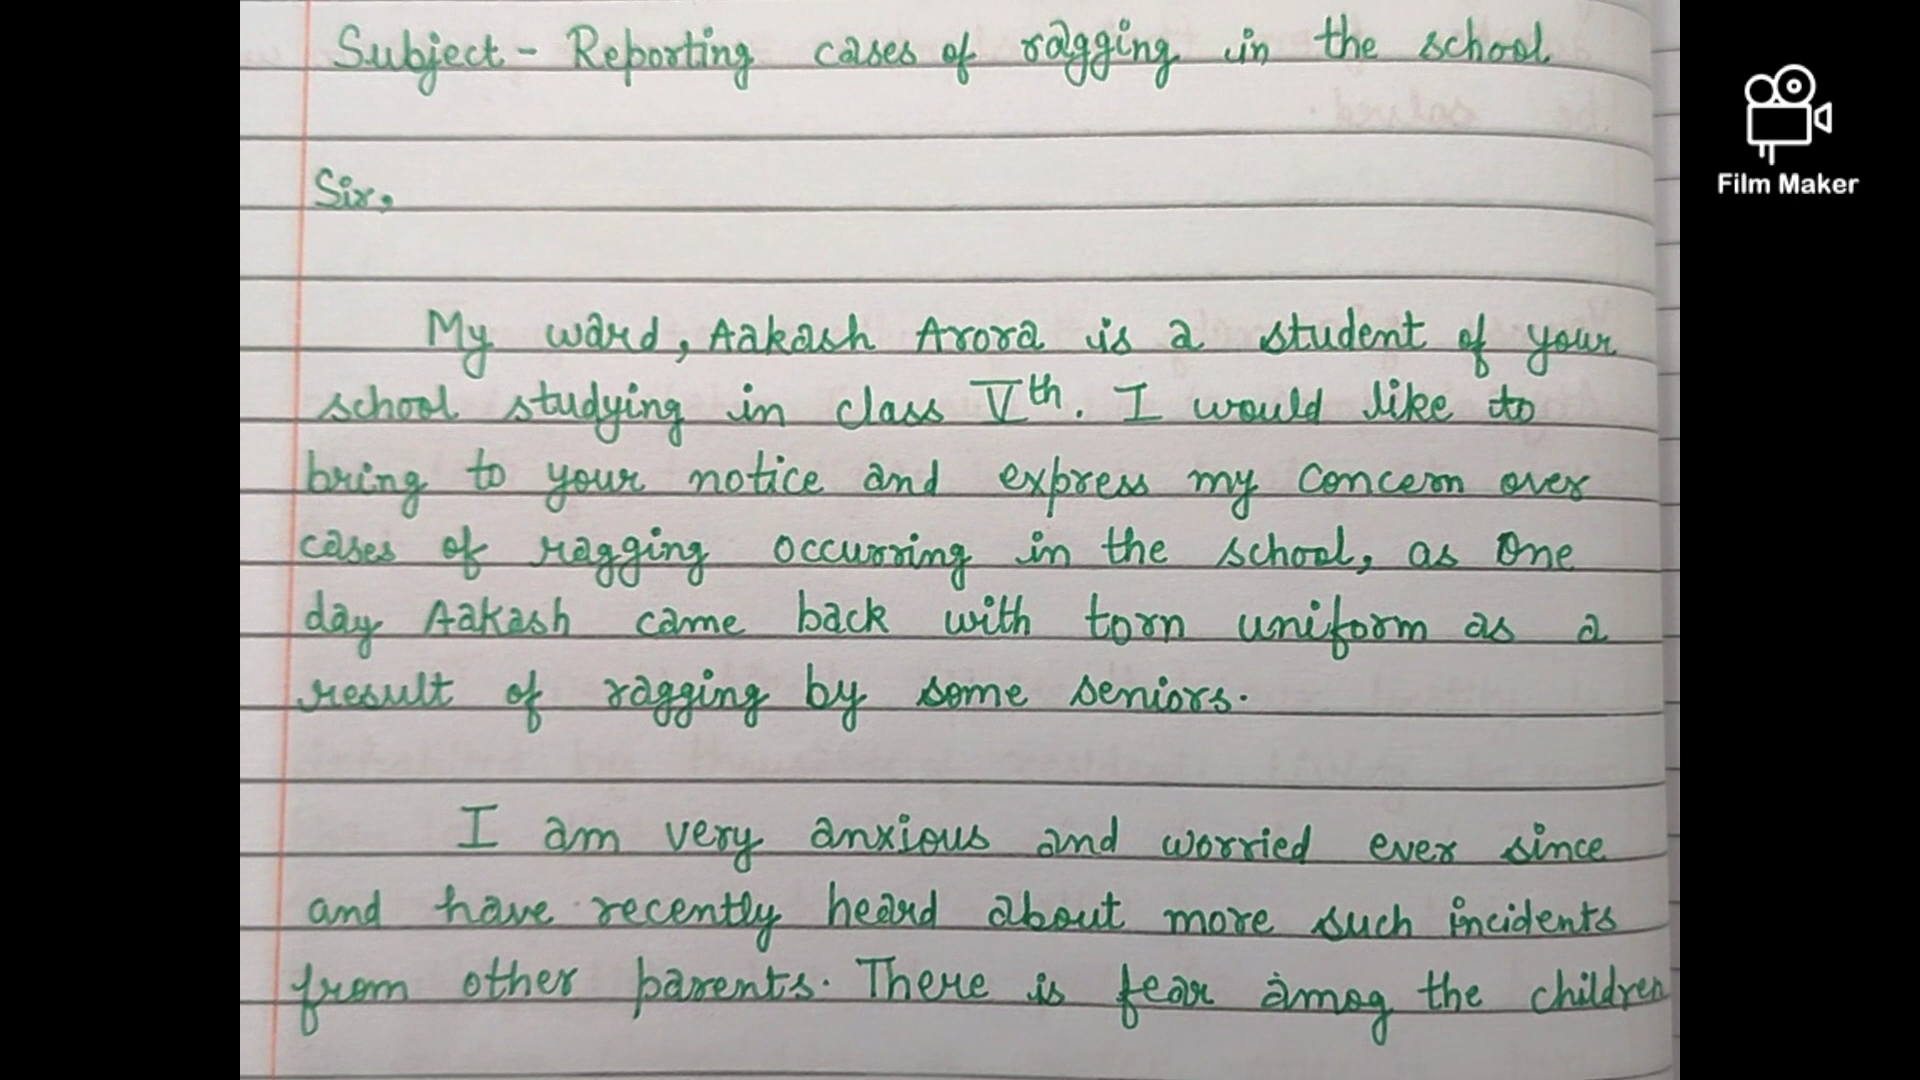 Subject - Reporting cases of ragging in the school
Film Maker
Sir,
My ward, Aakash Arora is a student of your
school studying in class Vth. I would like to
bring to your notice and express my concern over
cases of ragging occurring in the school, as one
day Aakash came back with torn uniform as a
result of ragging by some seniors.
I am very anxious and worried ever since
and have recently heard about more such incidents
from other parents. There is fear amog the children